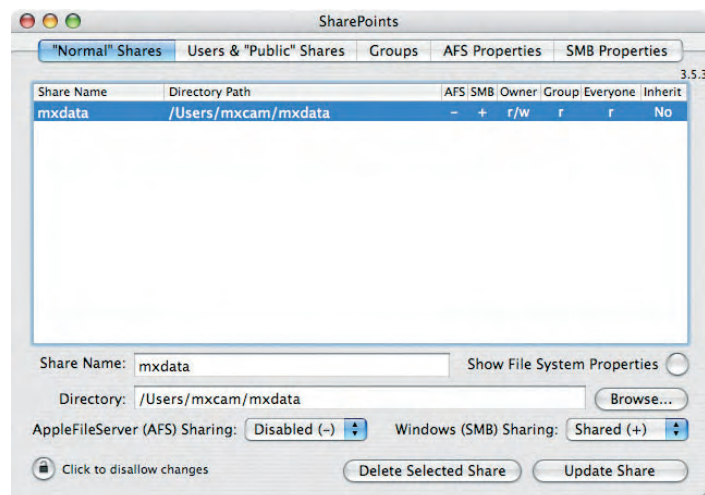 SharePoints
"Normal" Shares Users & "Public" Shares Groups AFS Properties SMB Properties
3.5.3
Share Name Directory Path AFS SMB Owner Group Everyone Inherit
mxdata /Users/mxcam/mxdata – + r/w r r No
Share Name: mxdata Show File System Properties
Directory: /Users/mxcam/mxdata Browse...
AppleFileServer (AFS) Sharing: Disabled (–) Windows (SMB) Sharing: Shared (+)
Click to disallow changes Delete Selected Share Update Share